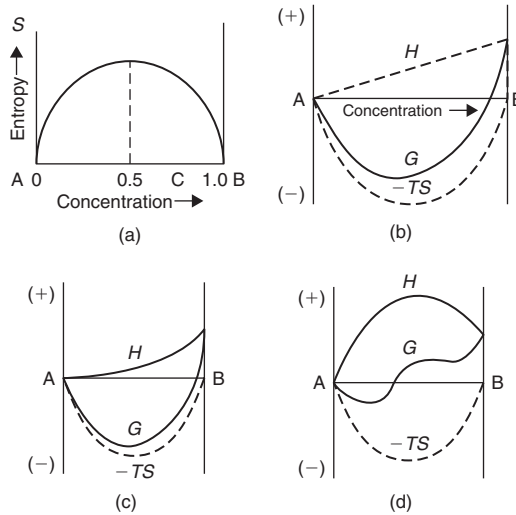 S
Entropy
A 0 0.5 C 1.0 B
Concentration
(a)
(+)
H
A B
Concentration
G
−TS
(−)
(b)
(+)
H
A B
G
(−)
−TS
(c)
(+)
H
G
A B
−TS
(−)
(d)